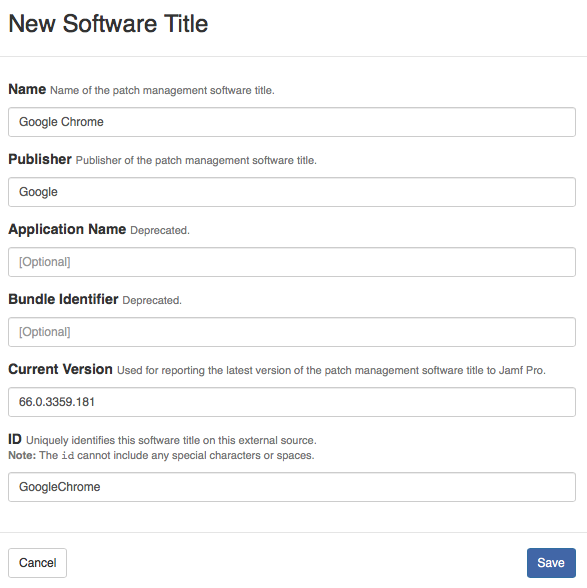 New Software Title
Name Name of the patch management software title.
Google Chrome
Publisher Publisher of the patch management software title.
Google
Application Name Deprecated.
[Optional]
Bundle Identifier Deprecated.
[Optional]
Current Version Used for reporting the latest version of the patch management software title to Jamf Pro.
66.0.3359.181
ID Uniquely identifies this software title on this external source.
Note: The id cannot include any special characters or spaces.
GoogleChrome
Cancel Save